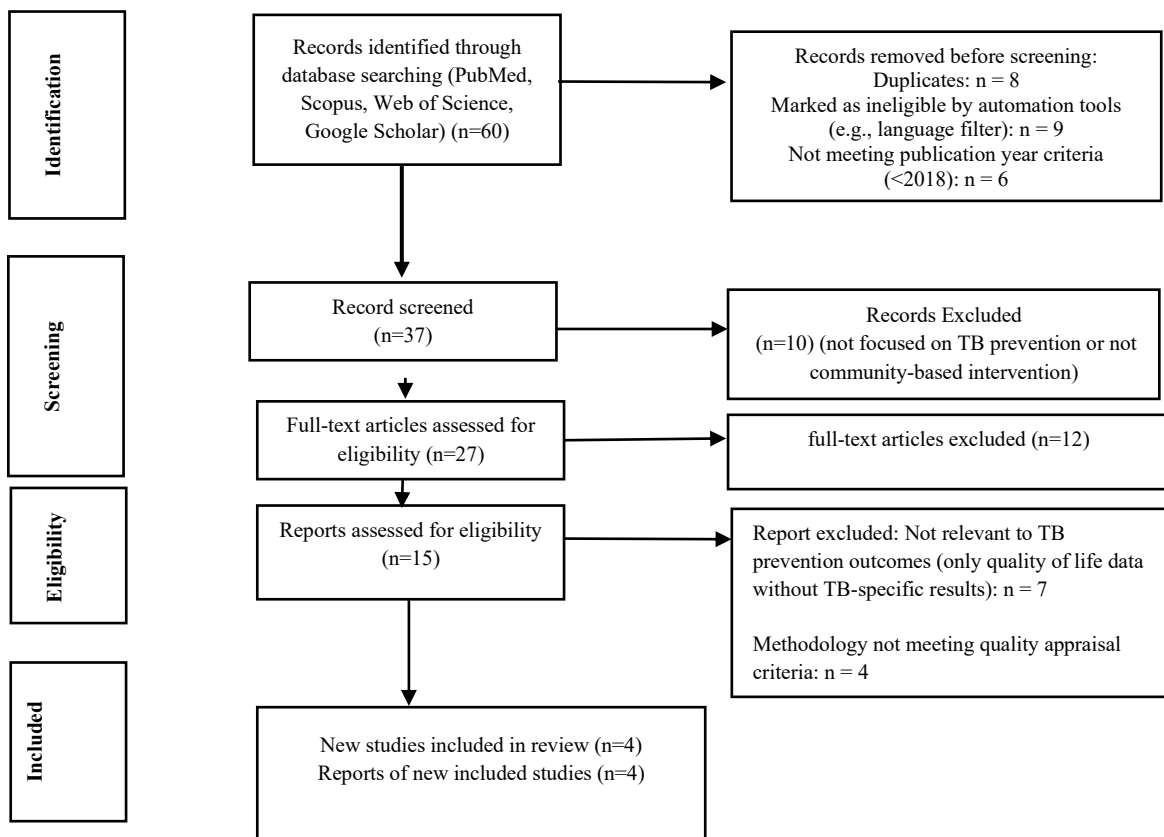 Identification
Records identified through
database searching (PubMed,
Scopus, Web of Science,
Google Scholar) (n=60)
Records removed before screening:
Duplicates: n = 8
Marked as ineligible by automation tools
(e.g., language filter): n = 9
Not meeting publication year criteria
(<2018): n = 6
Screening
Record screened
(n=37)
Records Excluded
(n=10) (not focused on TB prevention or not
community-based intervention)
Full-text articles assessed for
eligibility (n=27)
full-text articles excluded (n=12)
Eligibility
Reports assessed for eligibility
(n=15)
Report excluded: Not relevant to TB
prevention outcomes (only quality of life data
without TB-specific results): n = 7
Methodology not meeting quality appraisal
criteria: n = 4
Included
New studies included in review (n=4)
Reports of new included studies (n=4)